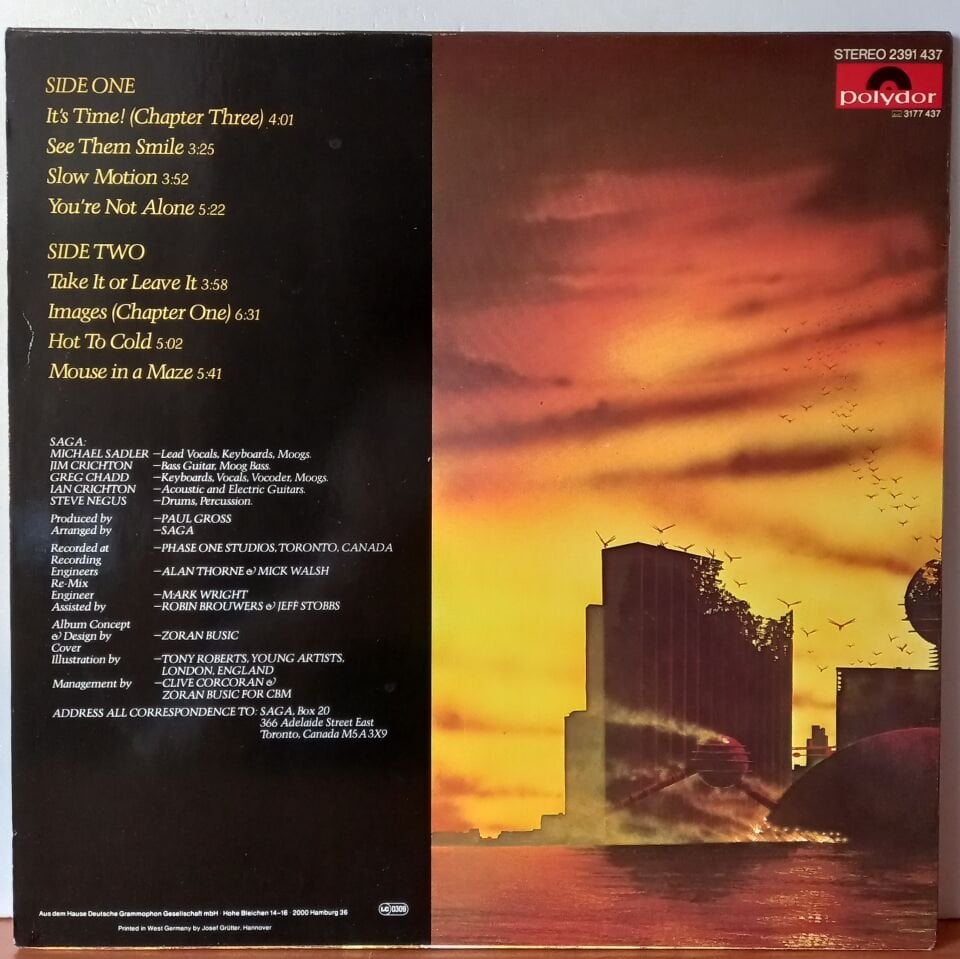 STEREO 2391 437
polydor
3177 437
SIDE ONE
It's Time! (Chapter Three) 4:01
See Them Smile 3:25
Slow Motion 3:52
You're Not Alone 5:22
SIDE TWO
Take It or Leave It 3:58
Images (Chapter One) 6:31
Hot To Cold 5:02
Mouse in a Maze 5:41
SAGA:
MICHAEL SADLER —Lead Vocals, Keyboards, Moogs.
JIM CRICHTON —Bass Guitar, Moog Bass.
GREG CHADD —Keyboards, Vocals, Vocoder, Moogs.
IAN CRICHTON —Acoustic and Electric Guitars.
STEVE NEGUS —Drums, Percussion.
Produced by —PAUL GROSS
Arranged by —SAGA
Recorded at —PHASE ONE STUDIOS, TORONTO, CANADA
Recording
Engineers —ALAN THORNE & MICK WALSH
Re-Mix
Engineer —MARK WRIGHT
Assisted by —ROBIN BROUWERS & JEFF STOBBS
Album Concept
& Design by —ZORAN BUSIC
Cover
Illustration by —TONY ROBERTS, YOUNG ARTISTS,
LONDON, ENGLAND
Management by —CLIVE CORCORAN &
ZORAN BUSIC FOR CBM
ADDRESS ALL CORRESPONDENCE TO: SAGA, Box 20
366 Adelaide Street East
Toronto, Canada M5A 3X9
Aus dem Hause Deutsche Grammophon Gesellschaft mbH · Hohe Bleichen 14-16 · 2000 Hamburg 36
LC 0309
Printed in West Germany by Josef Grütter, Hannover